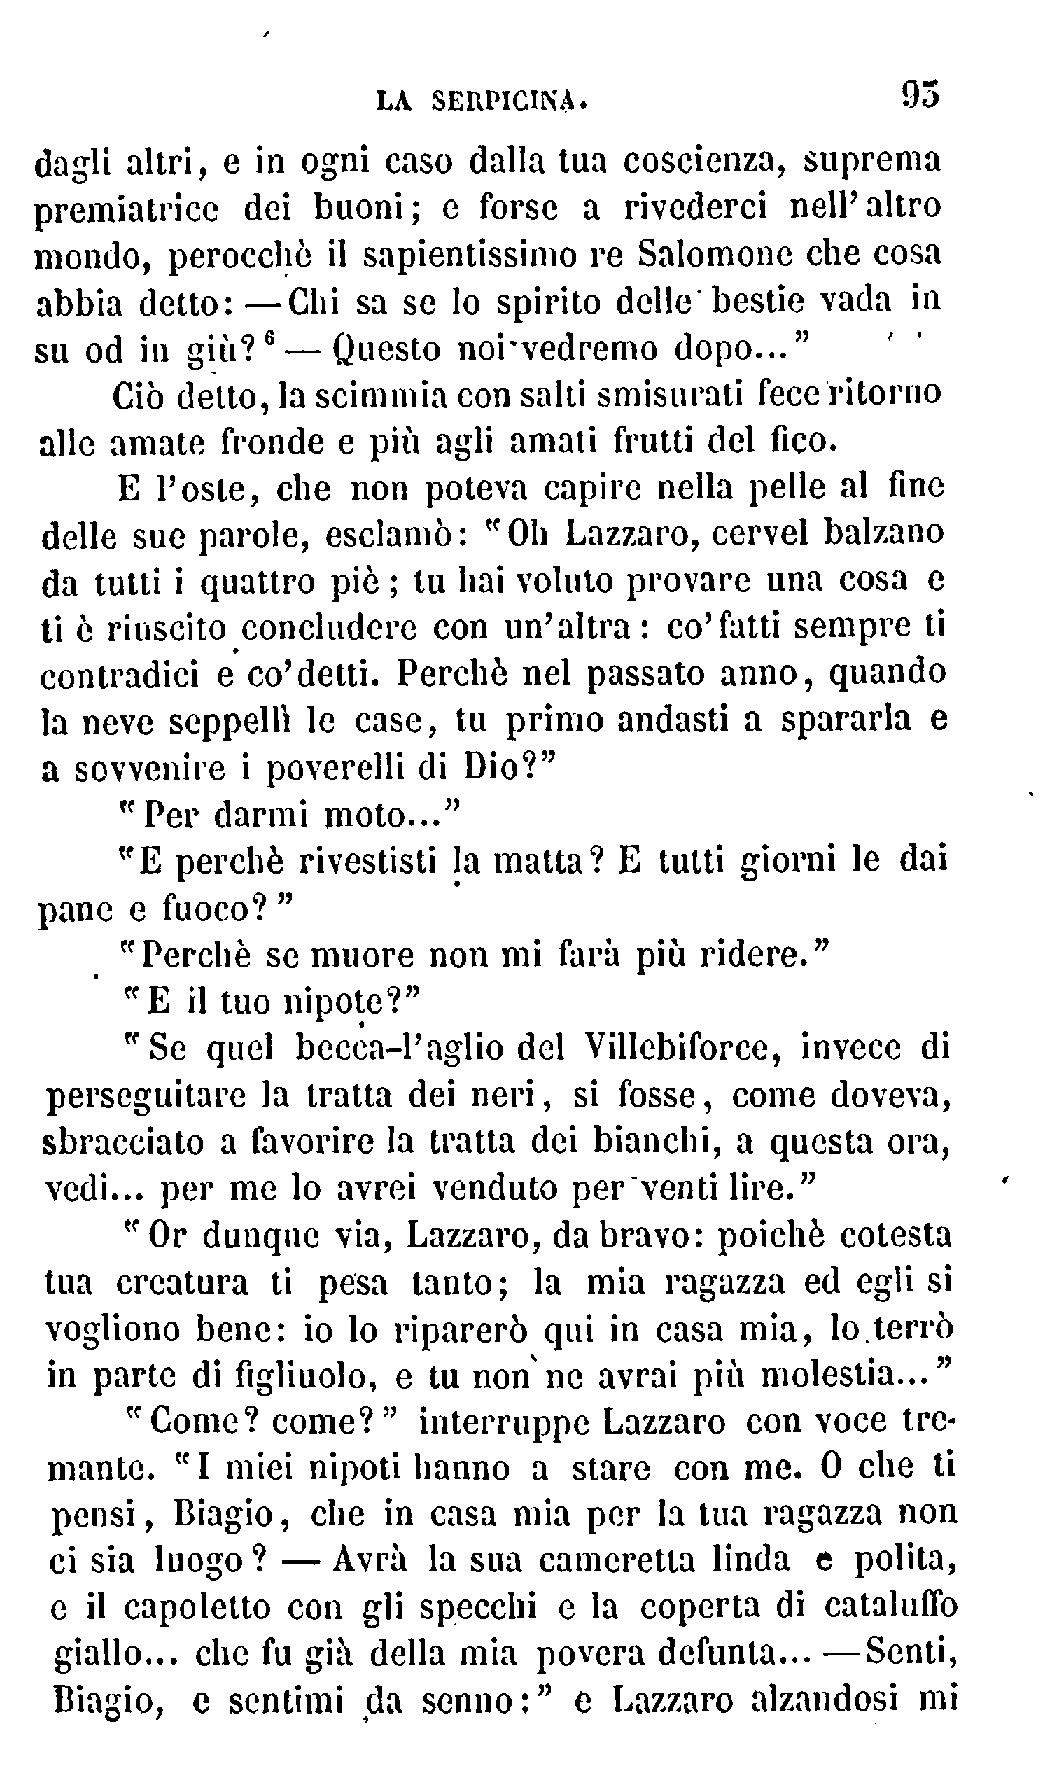 LA SERPICINA. 95
dagli altri, e in ogni caso dalla tua coscienza, suprema
premiatrice dei buoni; e forse a rivederci nell' altro
mondo, perocchè il sapientissimo re Salomone che cosa
abbia detto: — Chi sa se lo spirito delle bestie vada in
su od in giù? ⁶ — Questo noi vedremo dopo..."
Ciò detto, la scimmia con salti smisurati fece ritorno
alle amate fronde e più agli amati frutti del fico.
E l'oste, che non poteva capire nella pelle al fine
delle sue parole, esclamò: "Oh Lazzaro, cervel balzano
da tutti i quattro piè; tu hai voluto provare una cosa e
ti è riuscito concludere con un'altra: co' fatti sempre ti
contradici e co' detti. Perchè nel passato anno, quando
la neve seppellì le case, tu primo andasti a spararla e
a sovvenire i poverelli di Dio?"
"Per darmi moto..."
"E perchè rivestisti la matta? E tutti giorni le dai
pane e fuoco?"
"Perchè se muore non mi farà più ridere."
"E il tuo nipote?"
"Se quel becca-l'aglio del Villebiforce, invece di
perseguitare la tratta dei neri, si fosse, come doveva,
sbracciato a favorire la tratta dei bianchi, a questa ora,
vedi... per me lo avrei venduto per venti lire."
"Or dunque via, Lazzaro, da bravo: poichè cotesta
tua creatura ti pesa tanto; la mia ragazza ed egli si
vogliono bene: io lo riparerò qui in casa mia, lo terrò
in parte di figliuolo, e tu non ne avrai più molestia..."
"Come? come?" interruppe Lazzaro con voce tre-
mante. "I miei nipoti hanno a stare con me. O che ti
pensi, Biagio, che in casa mia per la tua ragazza non
ci sia luogo? — Avrà la sua cameretta linda e polita,
e il capoletto con gli specchi e la coperta di cataluffo
giallo... che fu già della mia povera defunta... — Senti,
Biagio, e sentimi da senno:" e Lazzaro alzandosi mi